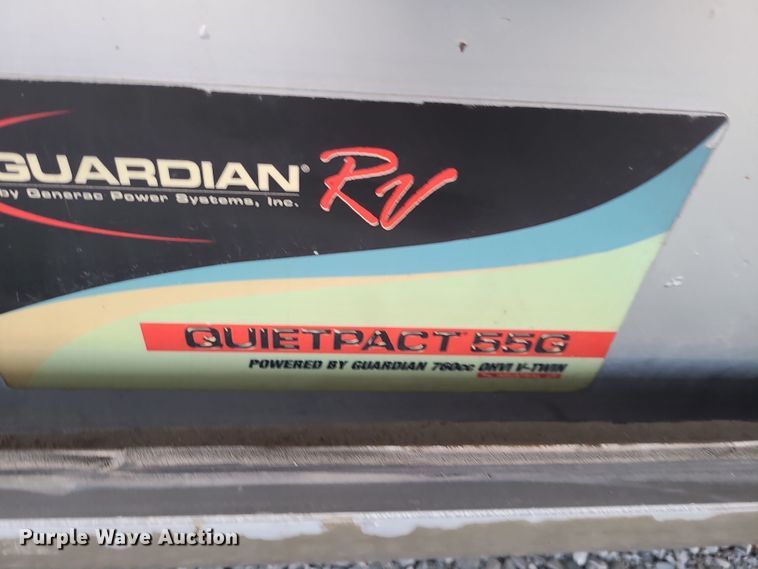 GUARDIAN® RV
by Generac Power Systems, Inc.
QUIETPACT 55G
POWERED BY GUARDIAN 760cc OHVI V-TWIN
Purple Wave Auction